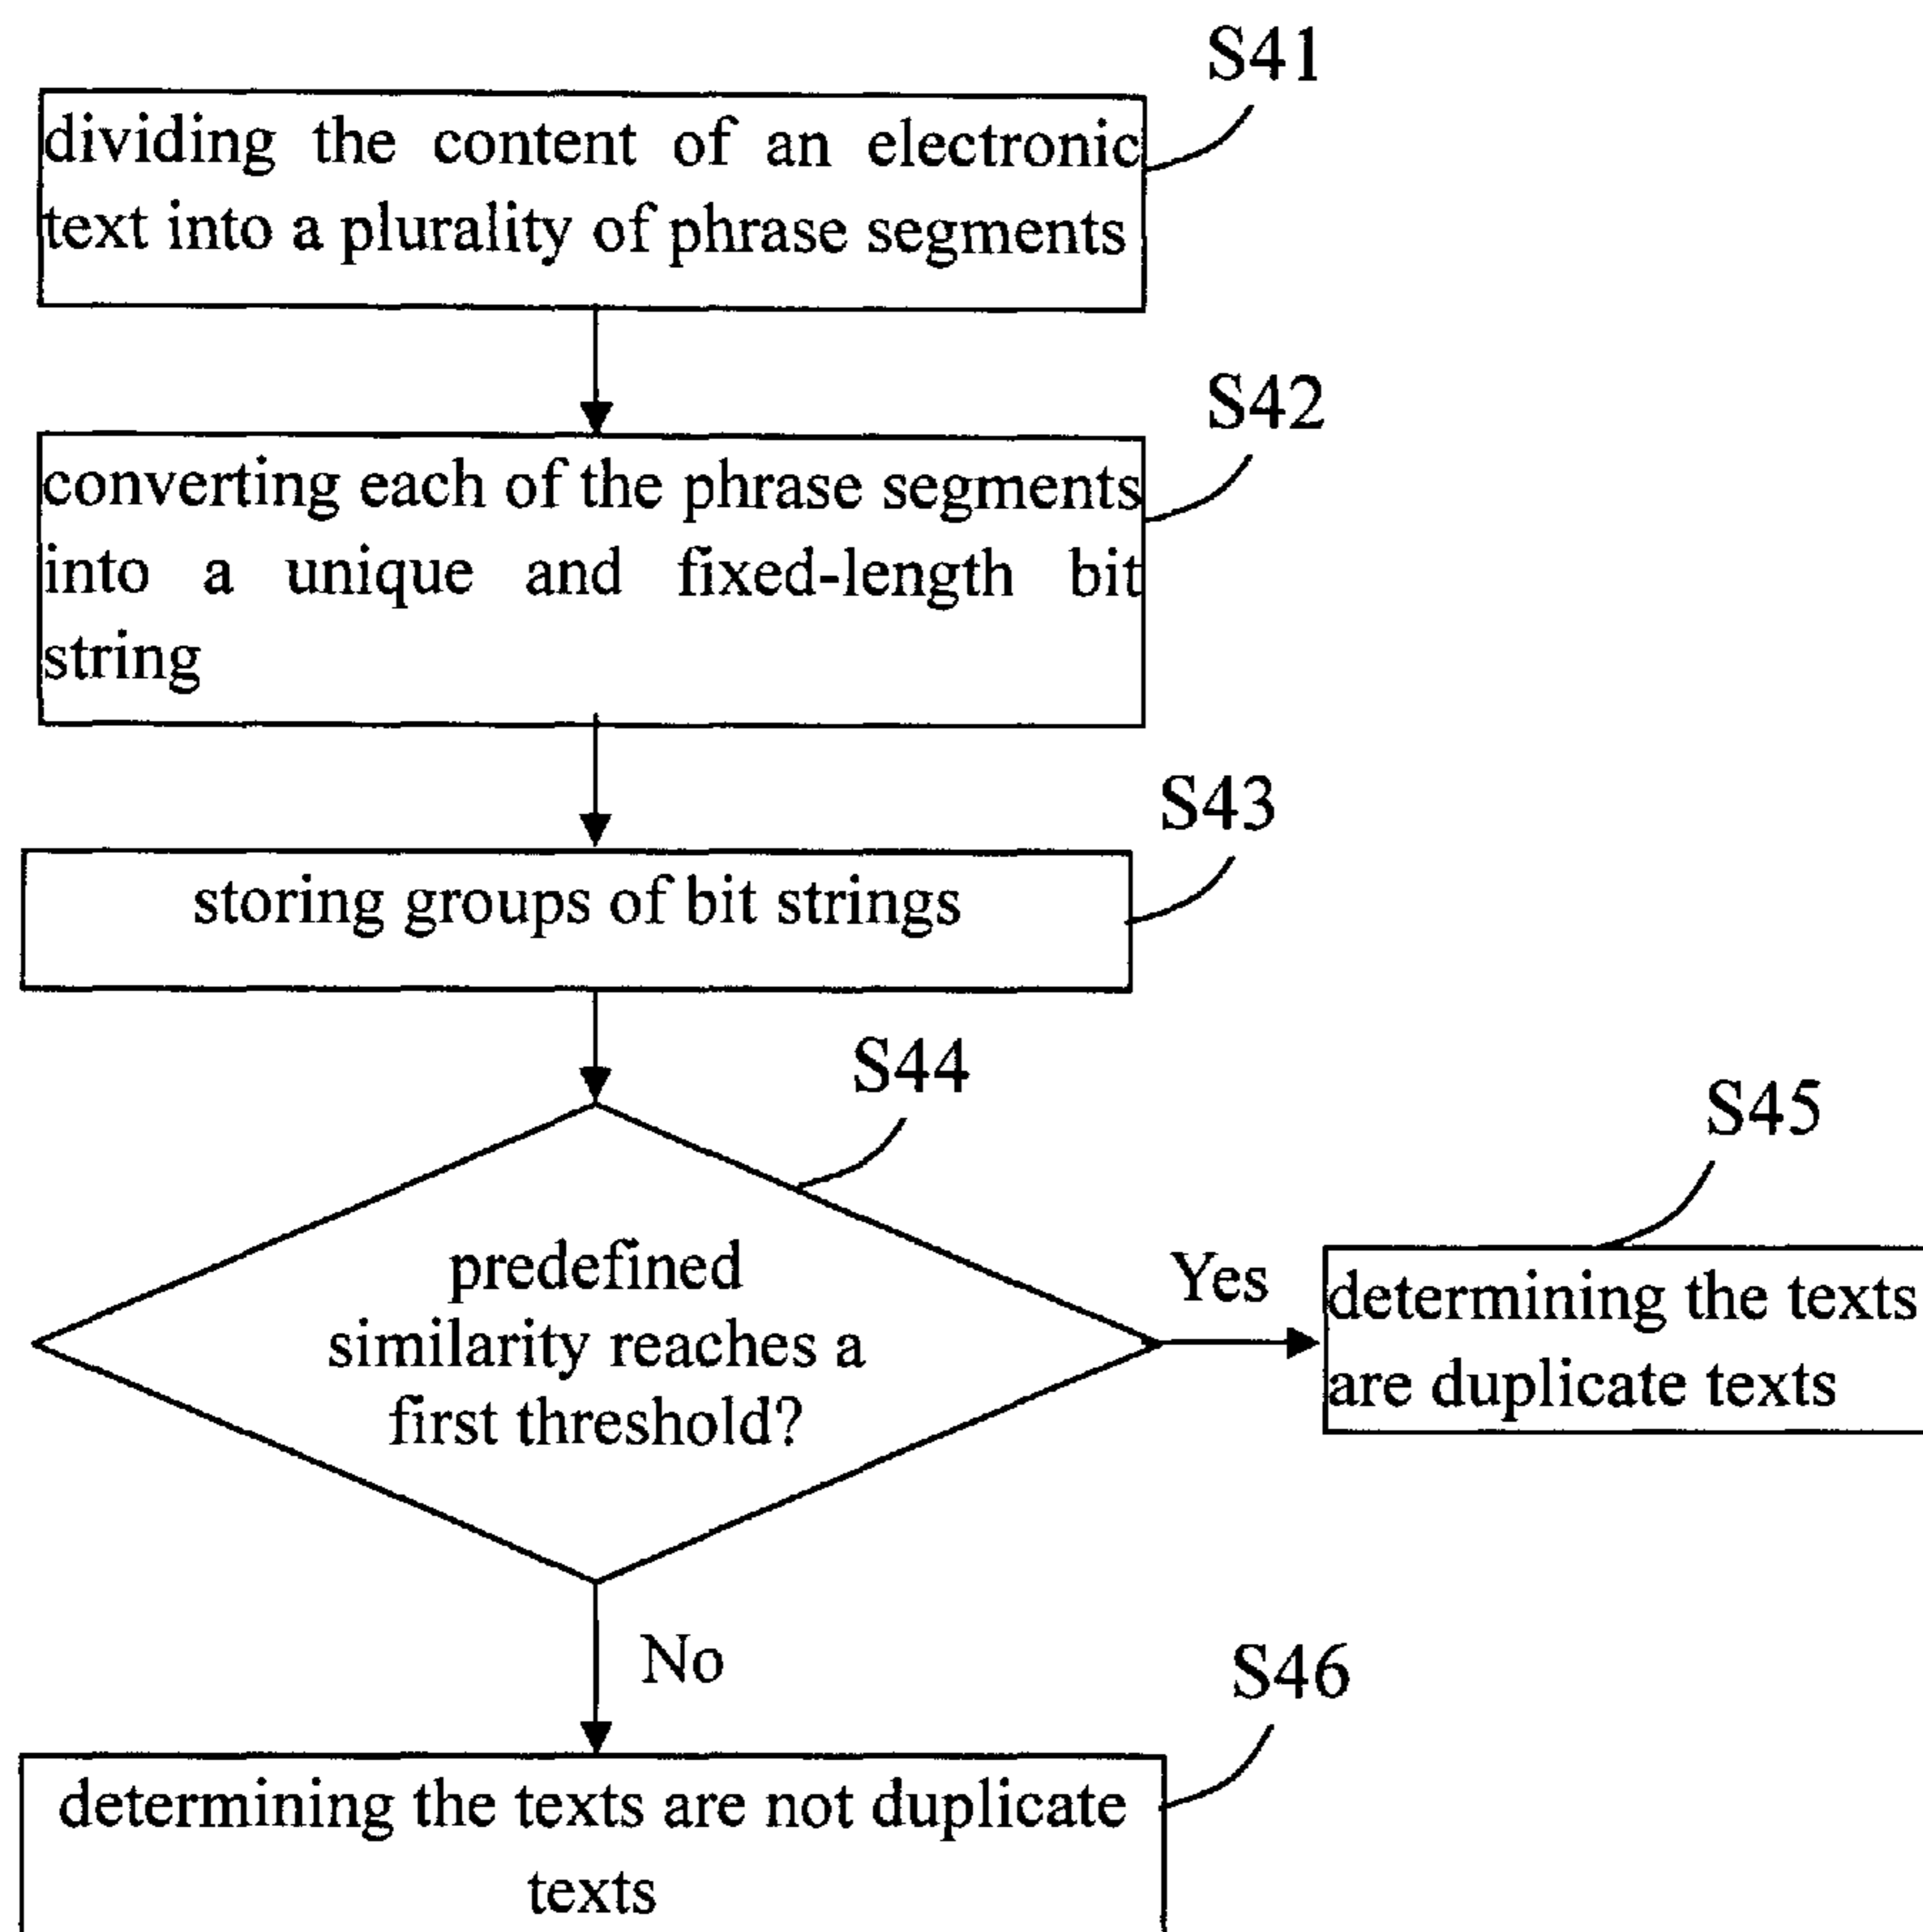 S41
dividing the content of an electronic
text into a plurality of phrase segments
S42
converting each of the phrase segments
into a unique and fixed-length bit
string
S43
storing groups of bit strings
S44
predefined
similarity reaches a
first threshold?
Yes
S45
determining the texts
are duplicate texts
No
S46
determining the texts are not duplicate
texts